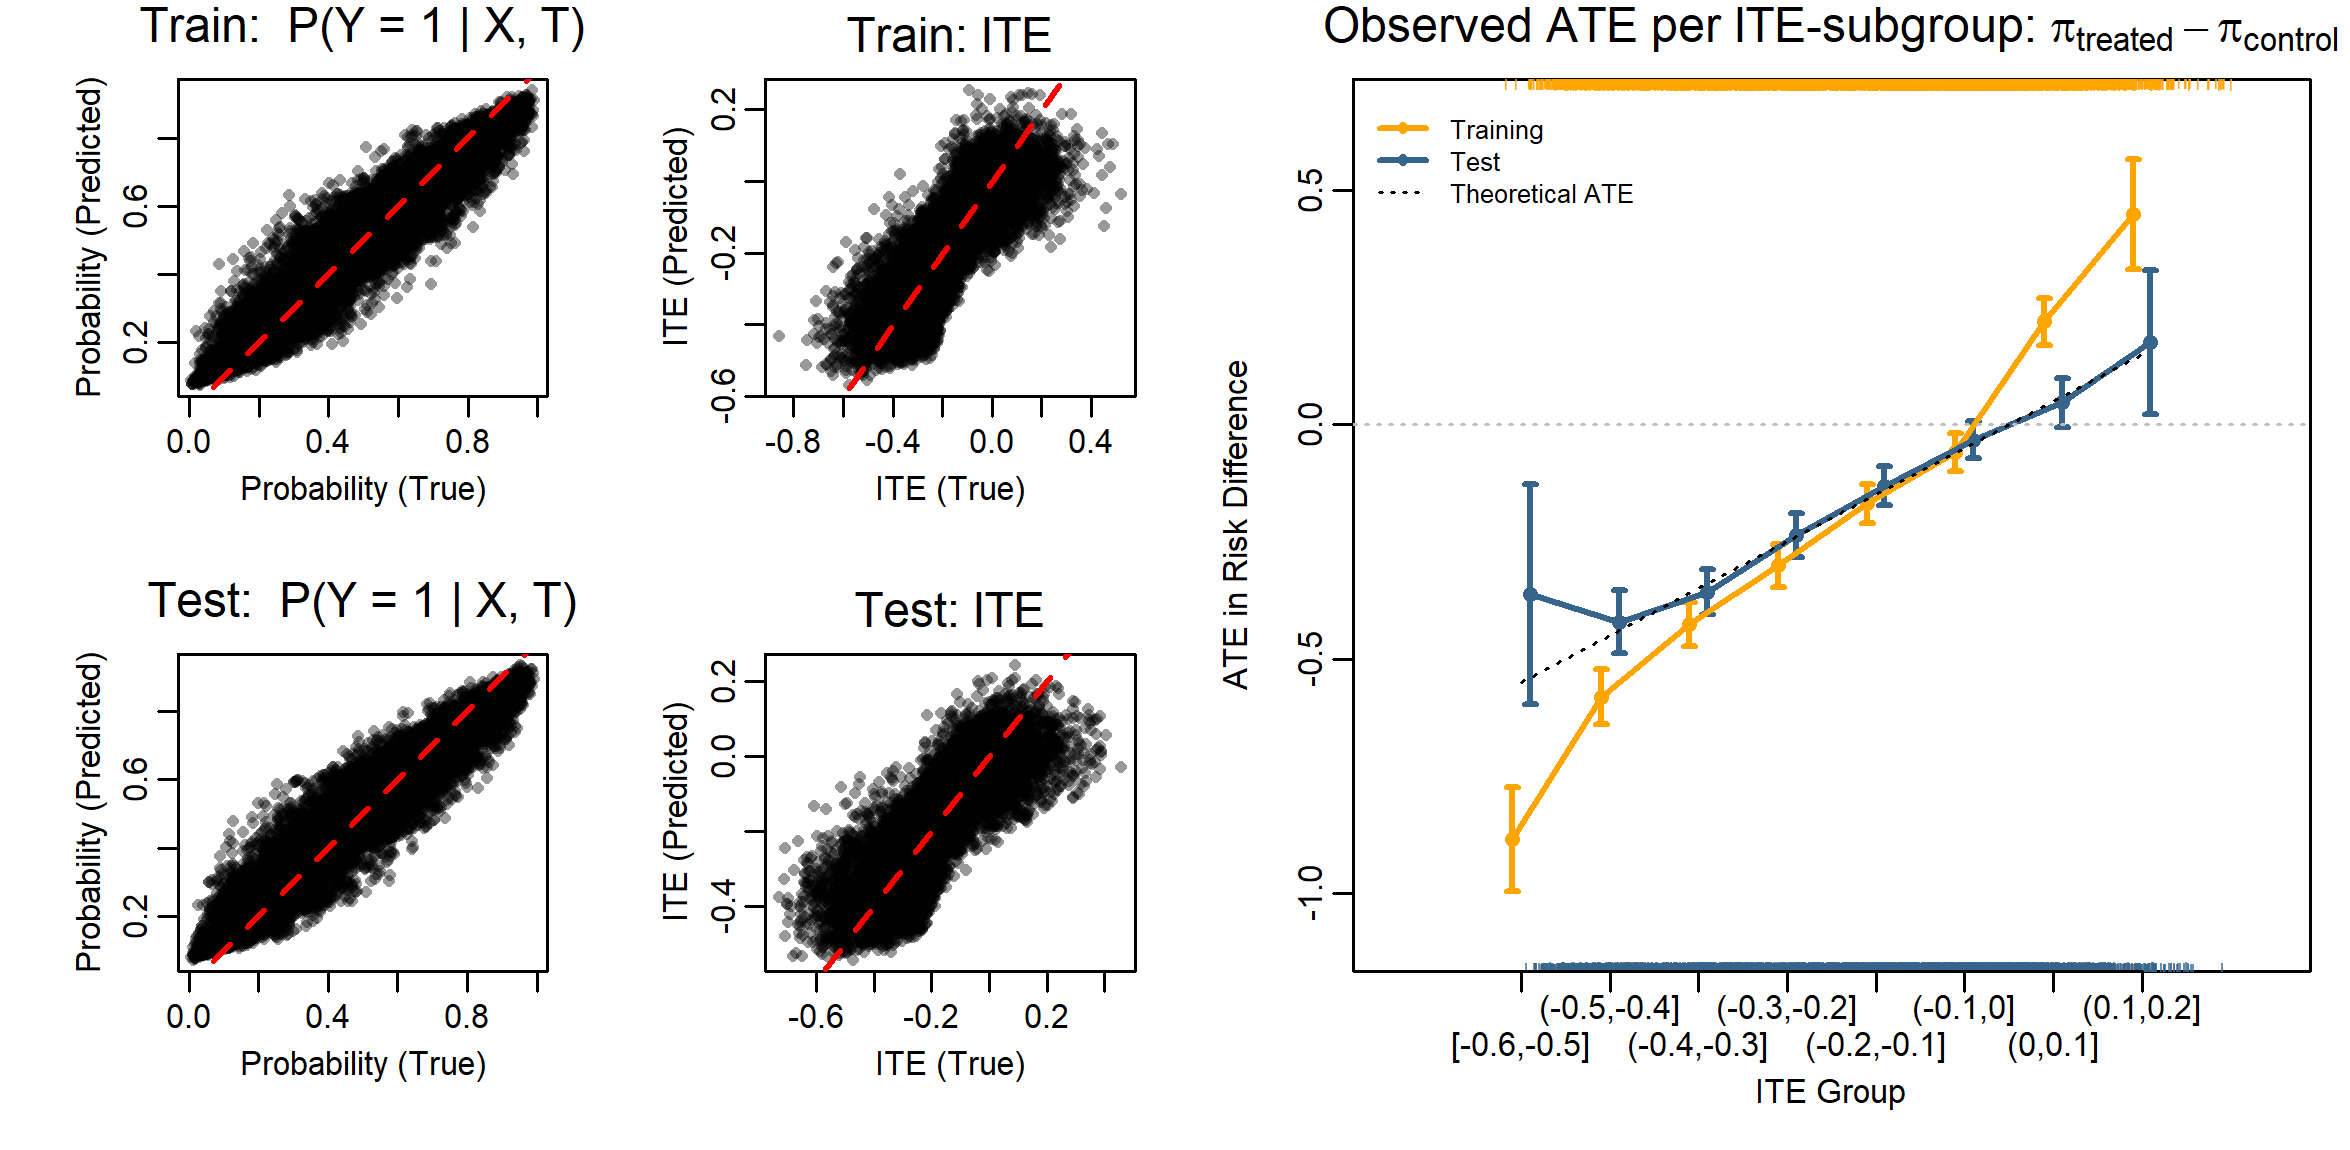 Train:  P(Y = 1 | X, T)
Probability (Predicted)
0.2
0.6
0.0
0.4
0.8
Probability (True)
Train: ITE
ITE (Predicted)
-0.6
-0.2
0.2
-0.8
-0.4
0.0
0.4
ITE (True)
Test:  P(Y = 1 | X, T)
Probability (Predicted)
0.2
0.6
0.0
0.4
0.8
Probability (True)
Test: ITE
ITE (Predicted)
-0.4
0.0
0.2
-0.6
-0.2
0.2
ITE (True)
Observed ATE per ITE-subgroup: πtreated − πcontrol
Training
Test
Theoretical ATE
ATE in Risk Difference
0.5
0.0
-0.5
-1.0
(-0.5,-0.4]
(-0.3,-0.2]
(-0.1,0]
(0.1,0.2]
[-0.6,-0.5]
(-0.4,-0.3]
(-0.2,-0.1]
(0,0.1]
ITE Group